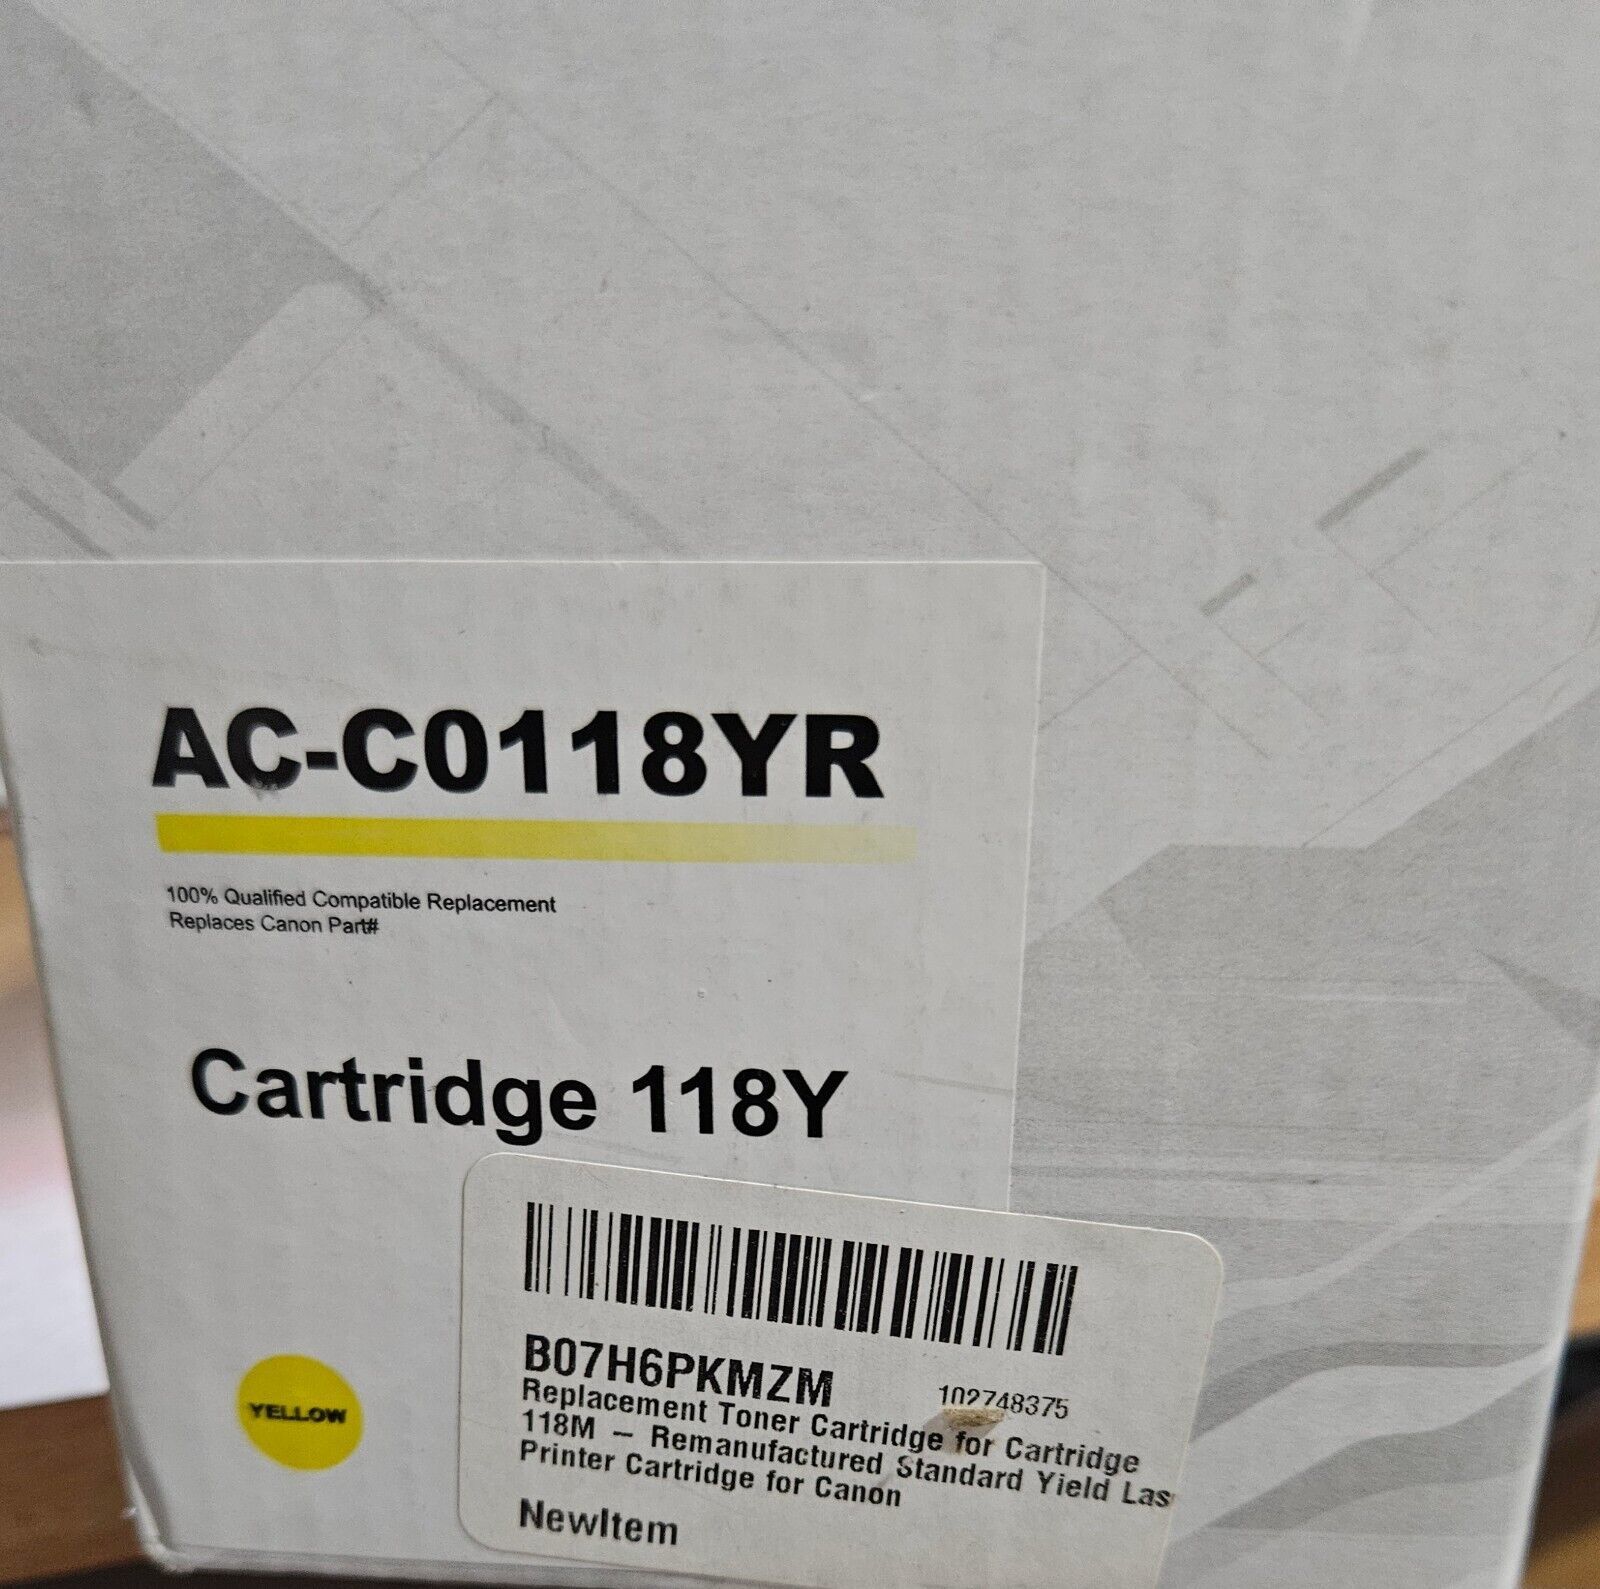 AC-C0118YR
100% Qualified Compatible Replacement
Replaces Canon Part#
Cartridge 118Y
YELLOW
B07H6PKMZM
102748375
Replacement Toner Cartridge for Cartridge
118M – Remanufactured Standard Yield Las
Printer Cartridge for Canon
NewItem